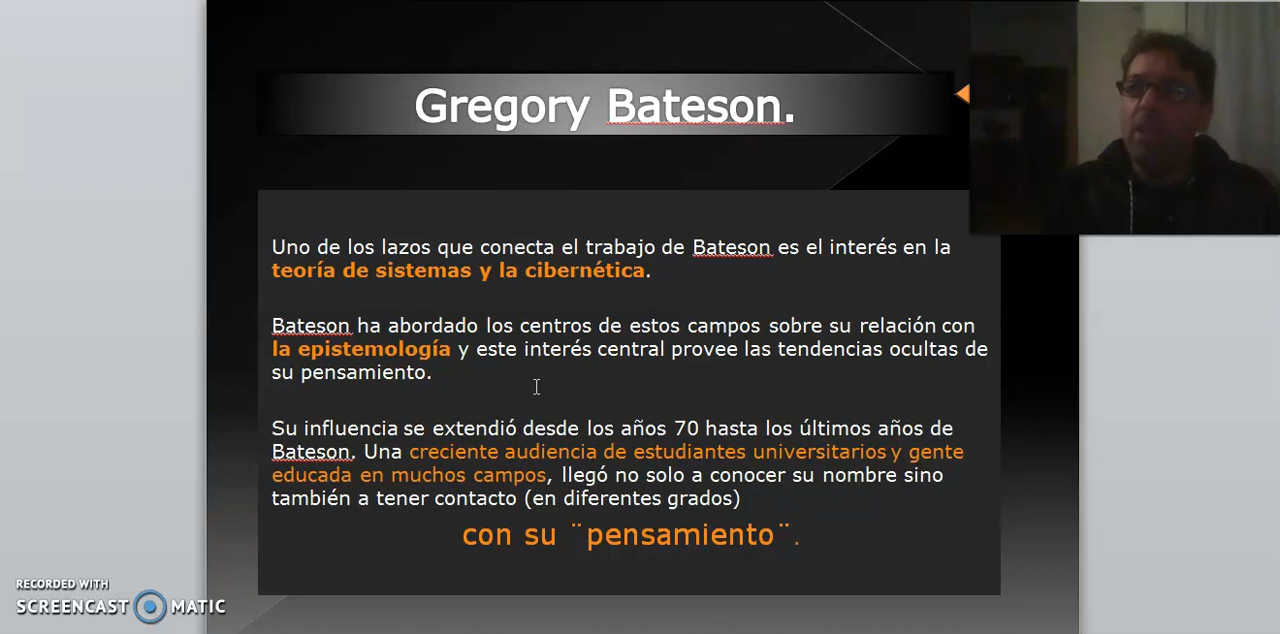 Gregory Bateson.
Uno de los lazos que conecta el trabajo de Bateson es el interés en la
teoría de sistemas y la cibernética.
Bateson ha abordado los centros de estos campos sobre su relación con
la epistemología y este interés central provee las tendencias ocultas de
su pensamiento.
Su influencia se extendió desde los años 70 hasta los últimos años de
Bateson. Una creciente audiencia de estudiantes universitarios y gente
educada en muchos campos, llegó no solo a conocer su nombre sino
también a tener contacto (en diferentes grados)
con su ¨pensamiento¨.
RECORDED WITH
SCREENCAST MATIC